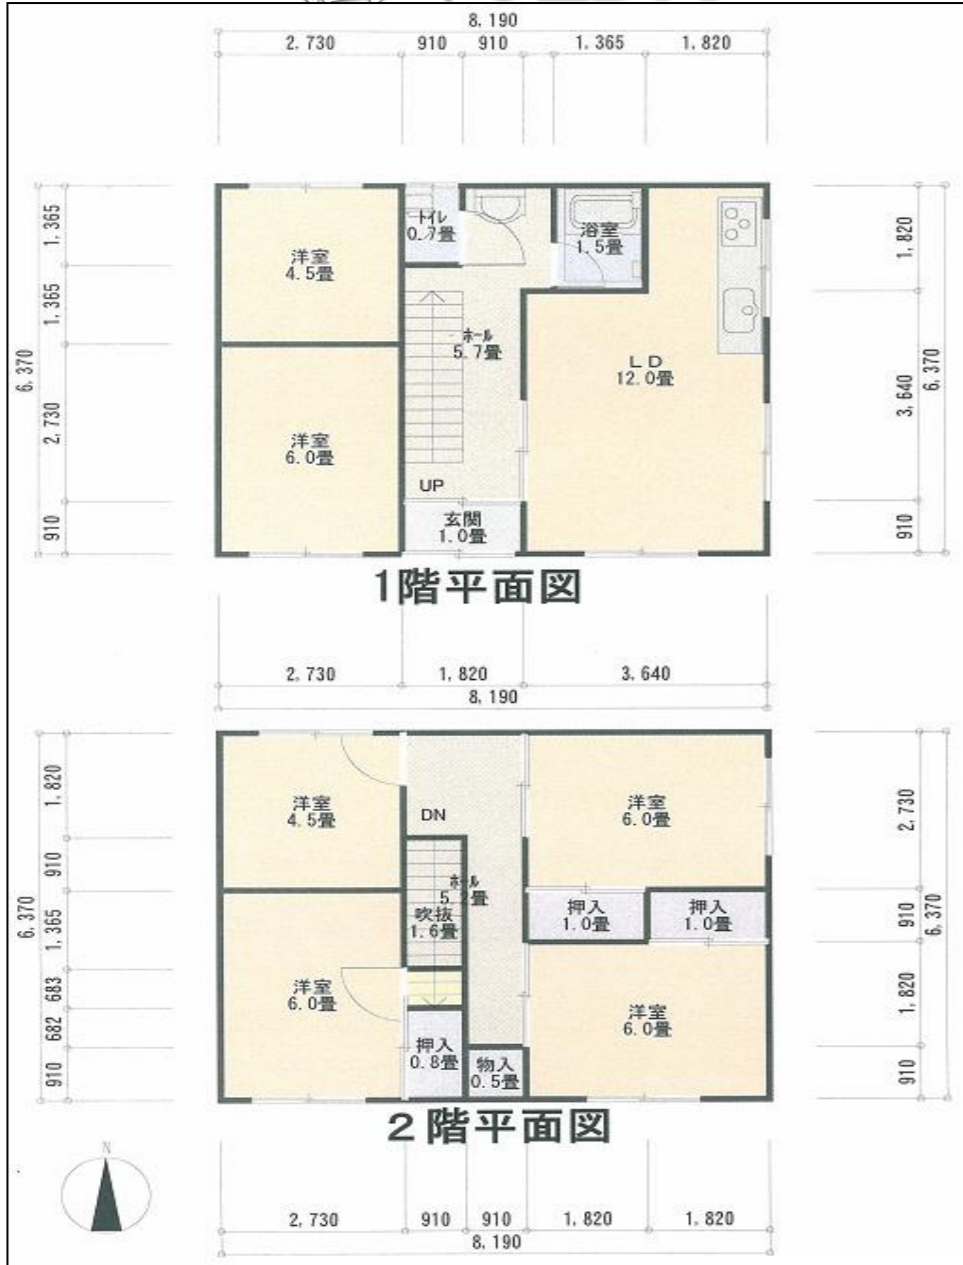 8,190
2,730 910 910 1,365 1,820
6,370
1,365
1,365
2,730
910
洋室
4.5畳
トイレ
0.7畳
浴室
1.5畳
ホール
5.7畳
LD
12.0畳
洋室
6.0畳
UP
玄関
1.0畳
1,820
3,640
910
6,370
1階平面図
2,730 1,820 3,640
8,190
6,370
1,820
910
1,365
683
682
910
洋室
4.5畳
DN
洋室
6.0畳
ホール
5.2畳
吹抜
1.6畳
押入
1.0畳
押入
1.0畳
洋室
6.0畳
洋室
6.0畳
押入
0.8畳
物入
0.5畳
2,730
910
1,820
910
6,370
2階平面図
N
2,730 910 910 1,820 1,820
8,190